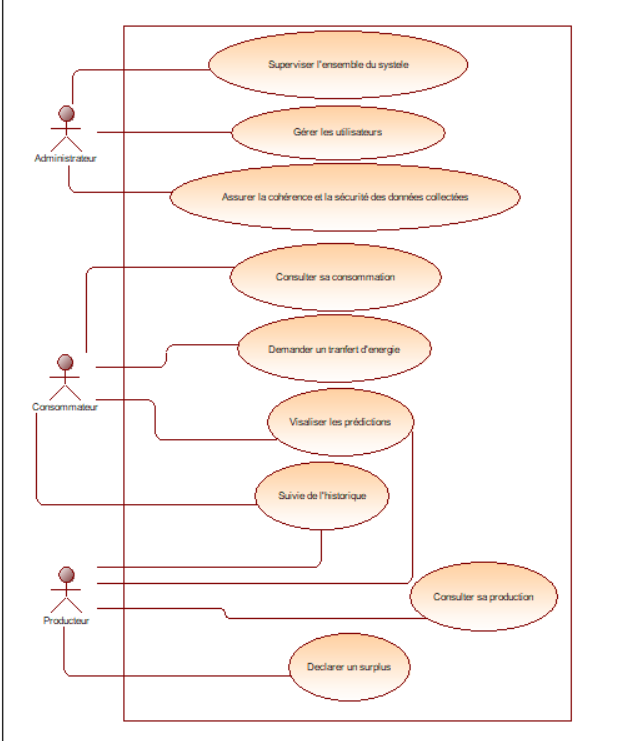 Superviser l'ensemble du systele
Gérer les utilisateurs
Administrateur
Assurer la cohérence et la sécurité des données collectées
Consulter sa consommation
Demander un tranfert d'energie
Consommateur
Visaliser les prédictions
Suivie de l'historique
Consulter sa production
Producteur
Declarer un surplus